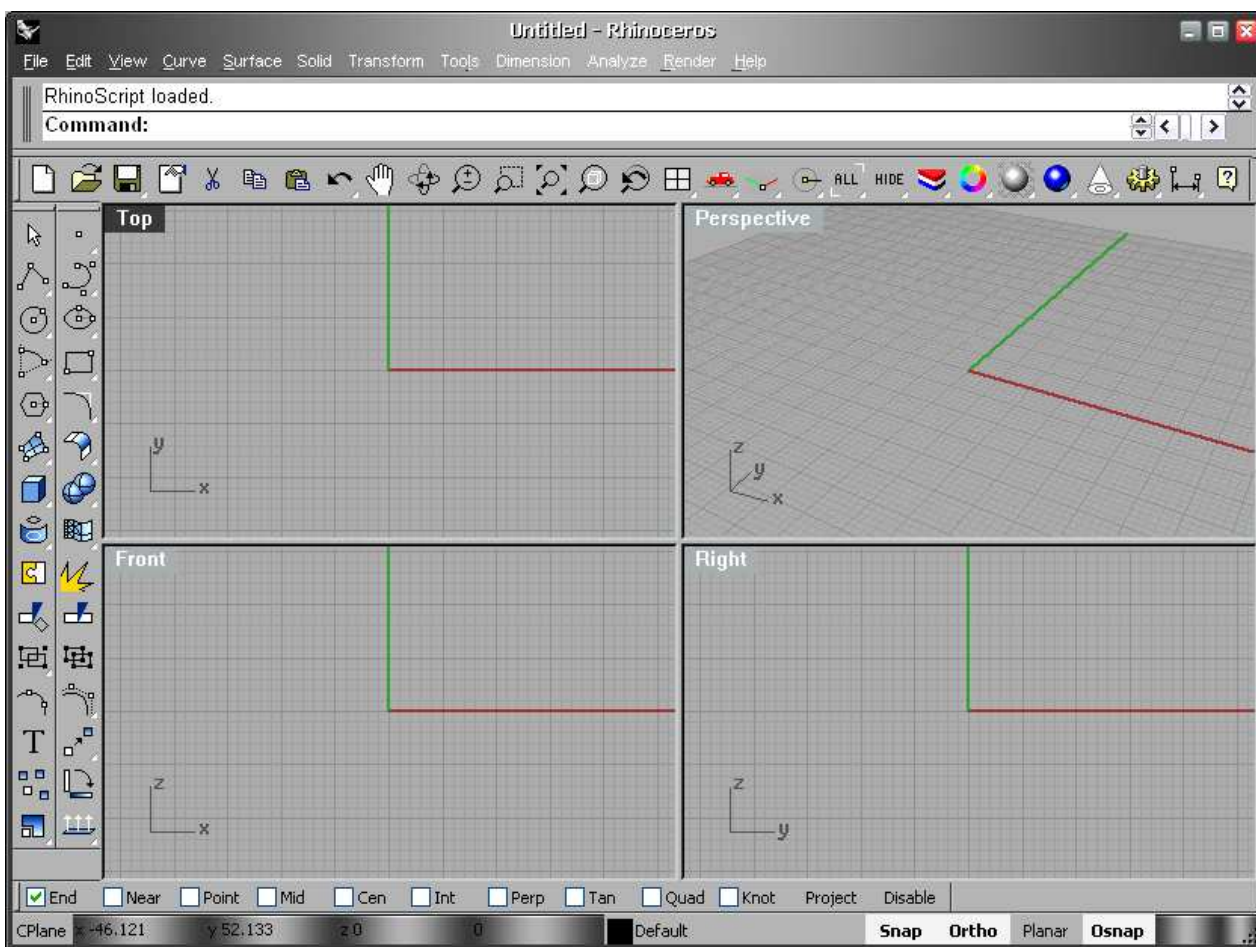 Untitled - Rhinoceros
File Edit View Curve Surface Solid Transform Tools Dimension Analyze Render Help
RhinoScript loaded.
Command:
ALL HIDE
Top
Perspective
y
x
z
y
x
Front
Right
z
x
z
y
T
End Near Point Mid Cen Int Perp Tan Quad Knot Project Disable
CPlane x -46.121 y 52.133 z 0 0 Default Snap Ortho Planar Osnap